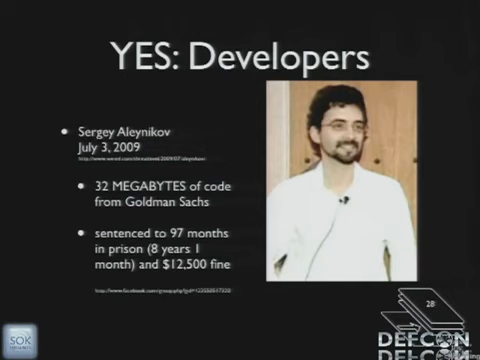 YES: Developers
Sergey Aleynikov
July 3, 2009
32 MEGABYTES of code
from Goldman Sachs
sentenced to 97 months
in prison (8 years 1
month) and $12,500 fine
28
DEFCON
SOK